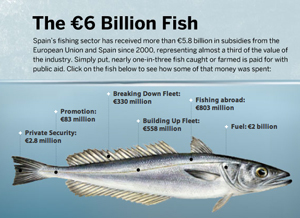 The €6 Billion Fish
Spain's fishing sector has received more than €5.8 billion in subsidies from the
European Union and Spain since 2000, representing almost a third of the value of
the industry. Simply put, nearly one-in-three fish caught or farmed is paid for with
public aid. Click on the fish below to see how some of that money was spent:
Breaking Down Fleet:
€330 million
Fishing abroad:
€803 million
Promotion:
€83 million
Building Up Fleet:
€558 million
Fuel: €2 billion
Private Security:
€2.8 million